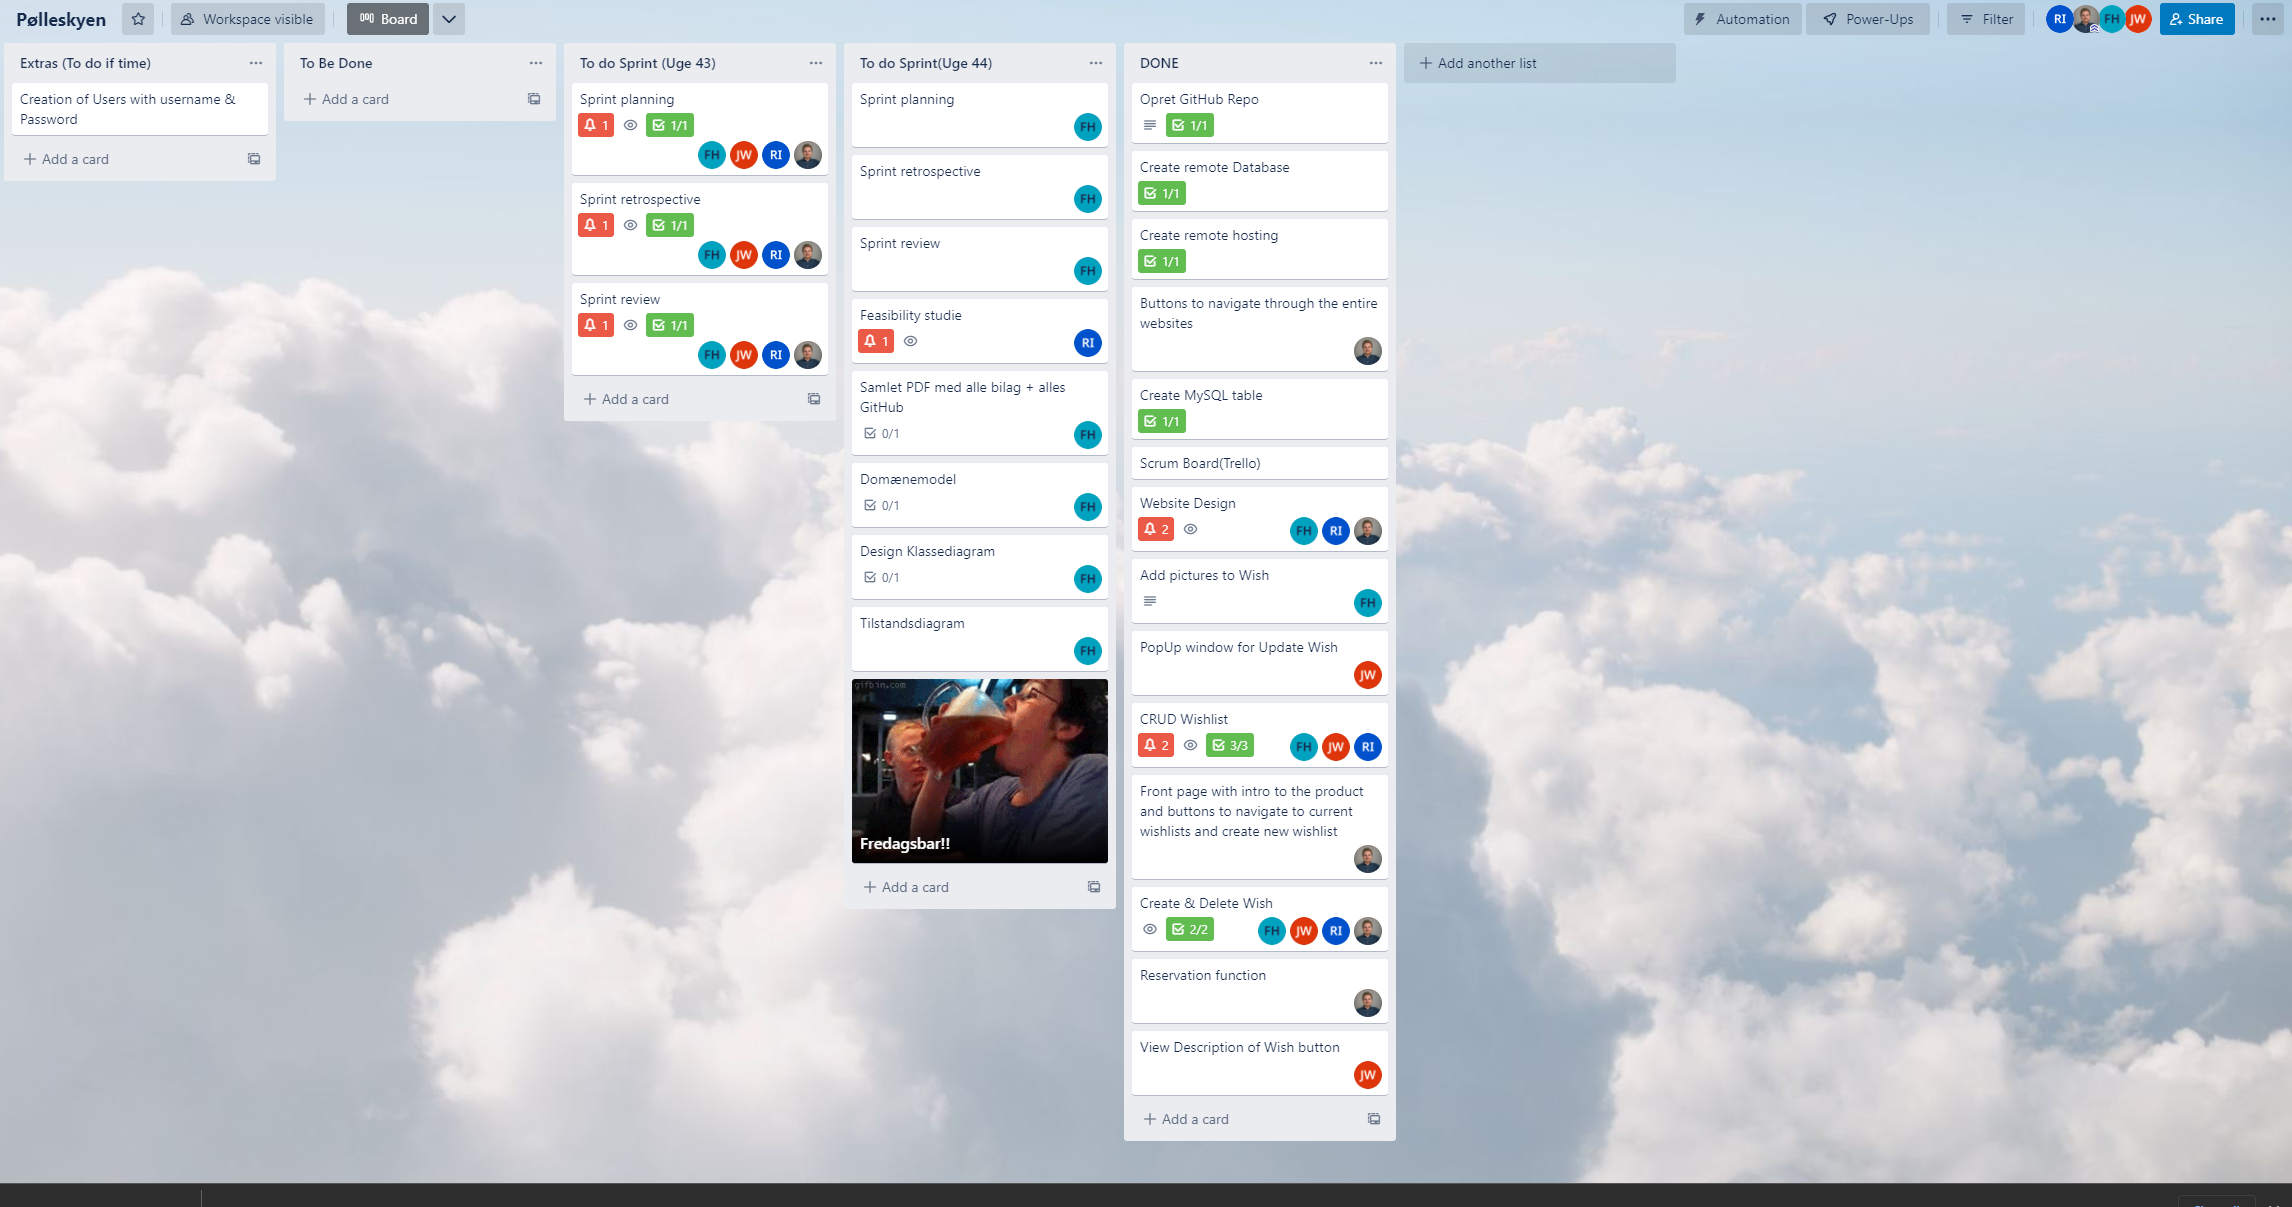 Pølleskyen
Workspace visible
Board
Automation
Power-Ups
Filter
RI
FH
JW
Share
Extras (To do if time)
Creation of Users with username &
Password
Add a card
To Be Done
Add a card
To do Sprint (Uge 43)
Sprint planning
1
1/1
FH JW RI
Sprint retrospective
1
1/1
FH JW RI
Sprint review
1
1/1
FH JW RI
Add a card
To do Sprint(Uge 44)
Sprint planning
FH
Sprint retrospective
FH
Sprint review
FH
Feasibility studie
1
RI
Samlet PDF med alle bilag + alles
GitHub
0/1
FH
Domænemodel
0/1
FH
Design Klassediagram
0/1
FH
Tilstandsdiagram
FH
gifbin.com
Fredagsbar!!
Add a card
DONE
Opret GitHub Repo
1/1
Create remote Database
1/1
Create remote hosting
1/1
Buttons to navigate through the entire
websites
Create MySQL table
1/1
Scrum Board(Trello)
Website Design
2
FH RI
Add pictures to Wish
FH
PopUp window for Update Wish
JW
CRUD Wishlist
2
3/3
FH JW RI
Front page with intro to the product
and buttons to navigate to current
wishlists and create new wishlist
Create & Delete Wish
2/2
FH JW RI
Reservation function
View Description of Wish button
JW
Add a card
Add another list